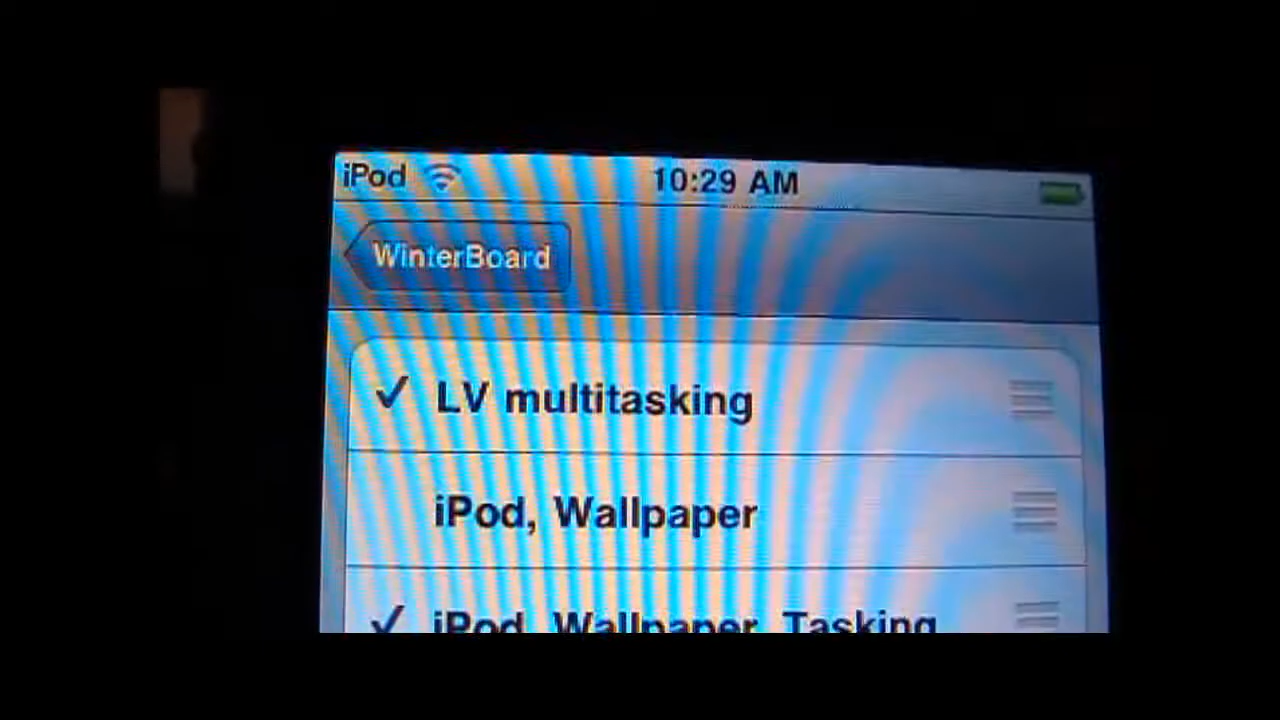 iPod 10:29 AM
WinterBoard
LV multitasking
iPod, Wallpaper
iPod, Wallpaper, Tasking